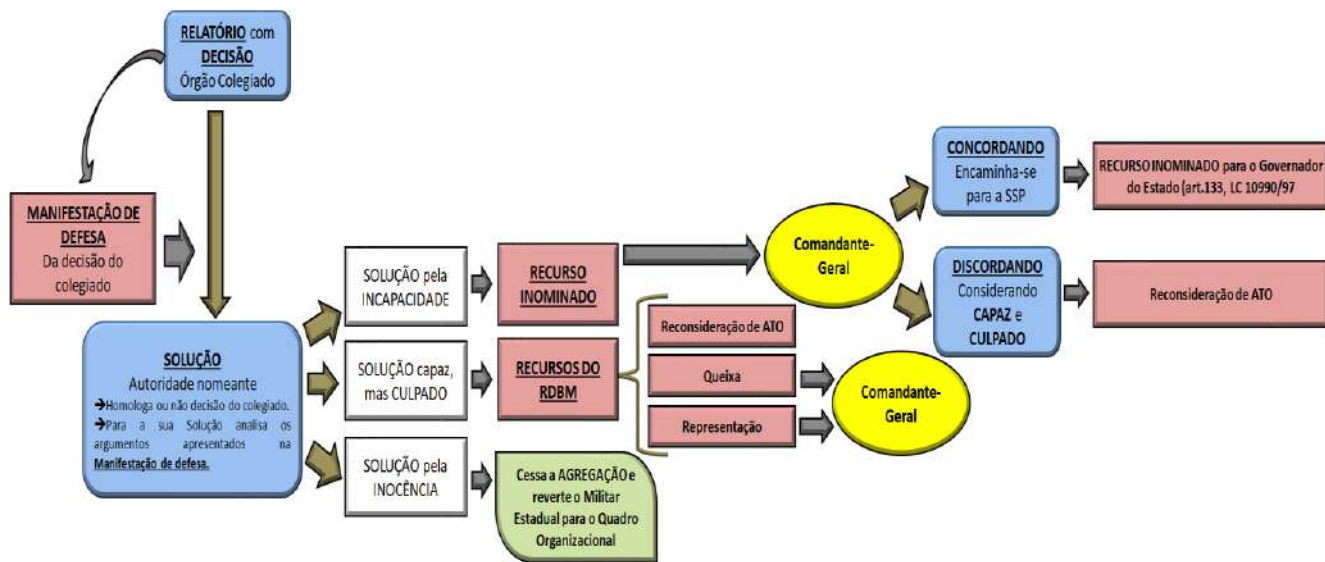 RELATÓRIO com
DECISÃO
Órgão Colegiado
MANIFESTAÇÃO DE
DEFESA
Da decisão do
colegiado
SOLUÇÃO
Autoridade nomeante
➔Homologa ou não decisão do colegiado.
➔Para a sua Solução analisa os
argumentos apresentados na
Manifestação de defesa.
SOLUÇÃO pela
INCAPACIDADE
RECURSO
INOMINADO
SOLUÇÃO capaz,
mas CULPADO
RECURSOS DO
RDBM
SOLUÇÃO pela
INOCÊNCIA
Cessa a AGREGAÇÃO e
reverte o Militar
Estadual para o Quadro
Organizacional
Reconsideração de ATO
Queixa
Representação
Comandante-
Geral
Comandante-
Geral
CONCORDANDO
Encaminha-se
para a SSP
RECURSO INOMINADO para o Governador
do Estado (art.133, LC 10990/97
DISCORDANDO
Considerando
CAPAZ e
CULPADO
Reconsideração de ATO